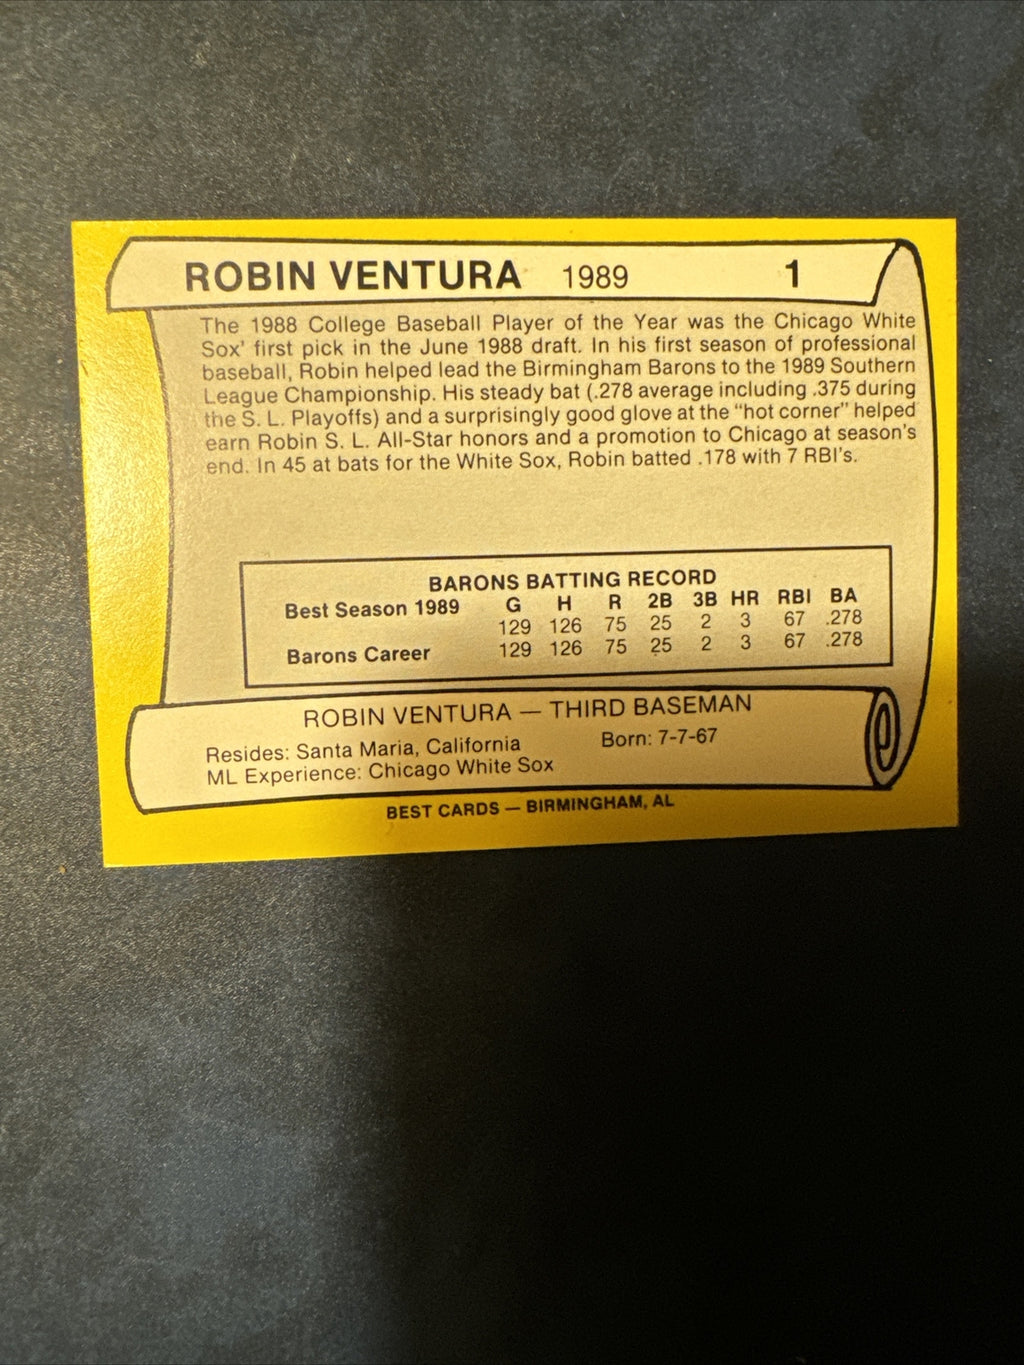 ROBIN VENTURA 1989 1
The 1988 College Baseball Player of the Year was the Chicago White
Sox' first pick in the June 1988 draft. In his first season of professional
baseball, Robin helped lead the Birmingham Barons to the 1989 Southern
League Championship. His steady bat (.278 average including .375 during
the S. L. Playoffs) and a surprisingly good glove at the "hot corner" helped
earn Robin S. L. All-Star honors and a promotion to Chicago at season's
end. In 45 at bats for the White Sox, Robin batted .178 with 7 RBI's.
BARONS BATTING RECORD
Best Season 1989 G H R 2B 3B HR RBI BA
129 126 75 25 2 3 67 .278
Barons Career 129 126 75 25 2 3 67 .278
ROBIN VENTURA — THIRD BASEMAN
Resides: Santa Maria, California Born: 7-7-67
ML Experience: Chicago White Sox
BEST CARDS — BIRMINGHAM, AL